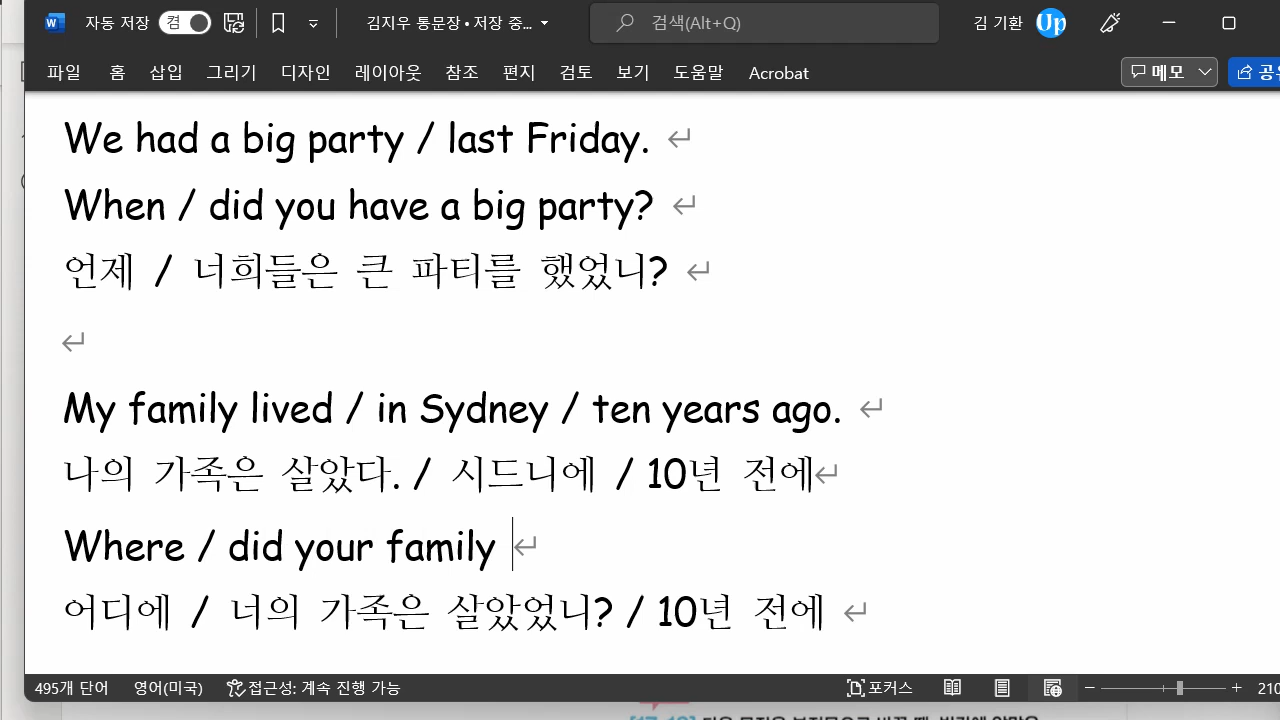 자동 저장 켬 김지우 통문장 • 저장 중... 검색(Alt+Q) 김 기환 Up
파일 홈 삽입 그리기 디자인 레이아웃 참조 편지 검토 보기 도움말 Acrobat 메모 공유
We had a big party / last Friday.
When / did you have a big party?
언제 / 너희들은 큰 파티를 했었니?
My family lived / in Sydney / ten years ago.
나의 가족은 살았다. / 시드니에 / 10년 전에
Where / did your family
어디에 / 너의 가족은 살았었니? / 10년 전에
495개 단어 영어(미국) 접근성: 계속 진행 가능 포커스 210